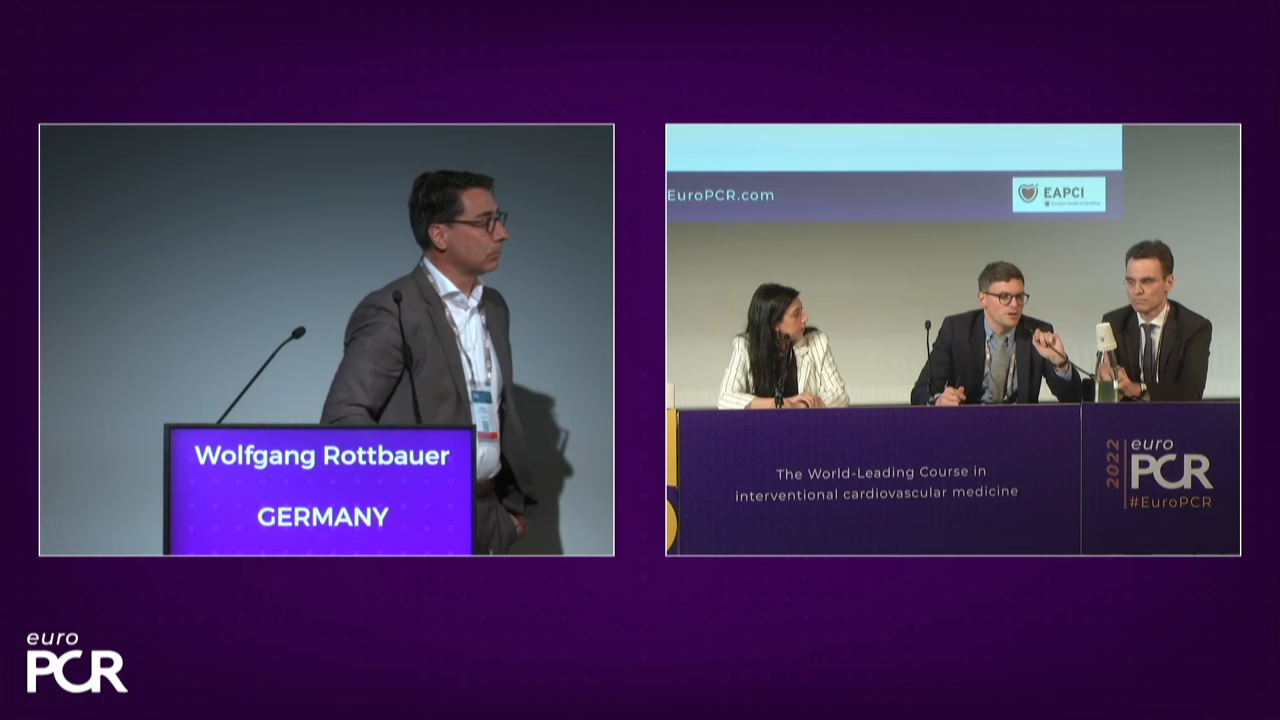 Wolfgang Rottbauer
GERMANY
EuroPCR.com
EAPCI
The World-Leading Course in
interventional cardiovascular medicine
2022
euro
PCR
#EuroPCR
euro
PCR